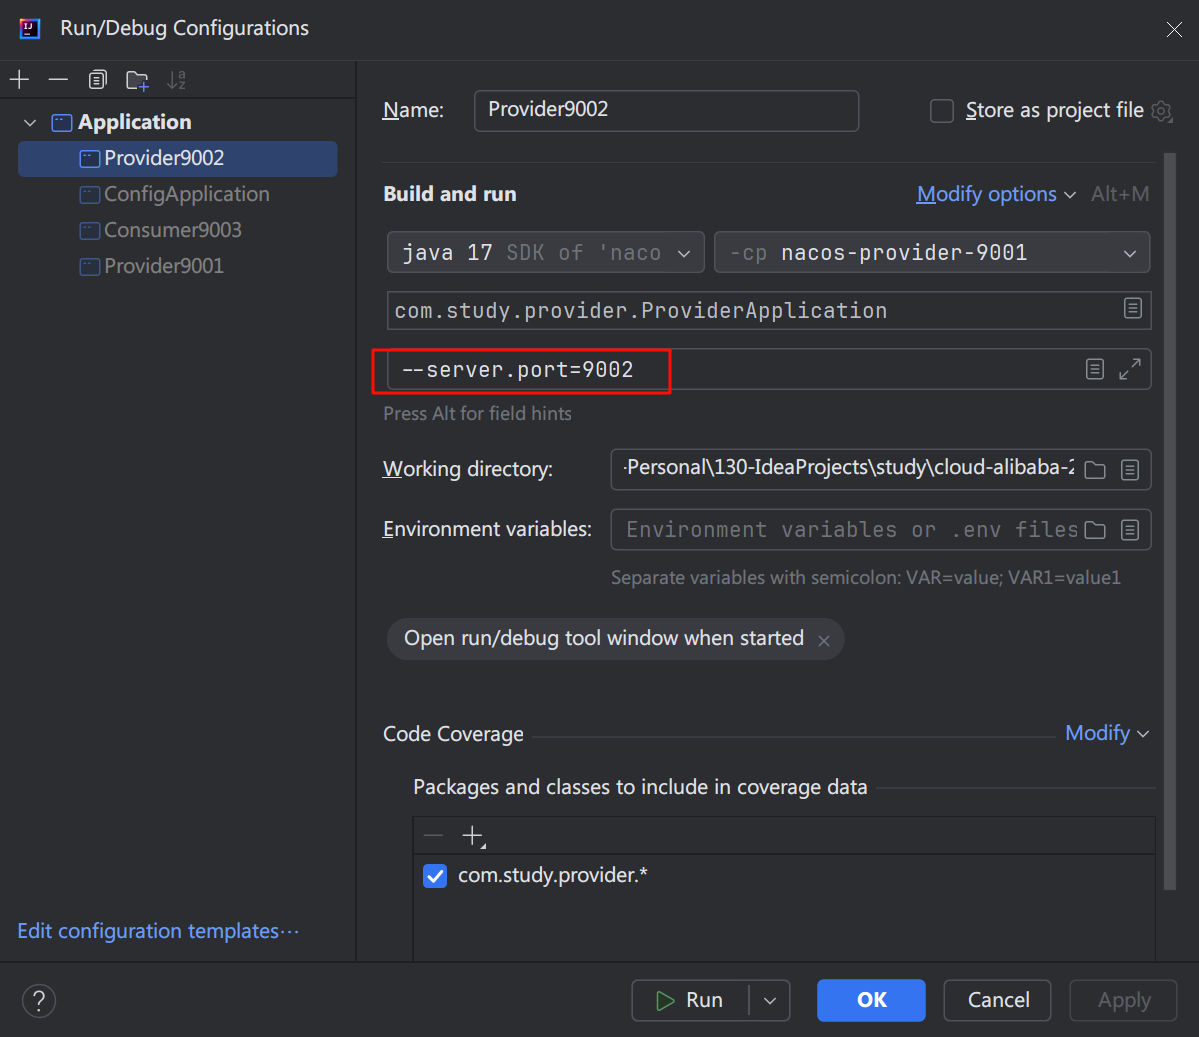 Run/Debug Configurations
Application
Provider9002
ConfigApplication
Consumer9003
Provider9001
Edit configuration templates...
Name:
Provider9002
Store as project file
Build and run
Modify options
Alt+M
java 17 SDK of 'naco
-cp nacos-provider-9001
com.study.provider.ProviderApplication
--server.port=9002
Press Alt for field hints
Working directory:
-Personal\130-IdeaProjects\study\cloud-alibaba-2
Environment variables:
Environment variables or .env files
Separate variables with semicolon: VAR=value; VAR1=value1
Open run/debug tool window when started
Code Coverage
Modify
Packages and classes to include in coverage data
com.study.provider.*
?
Run
OK
Cancel
Apply